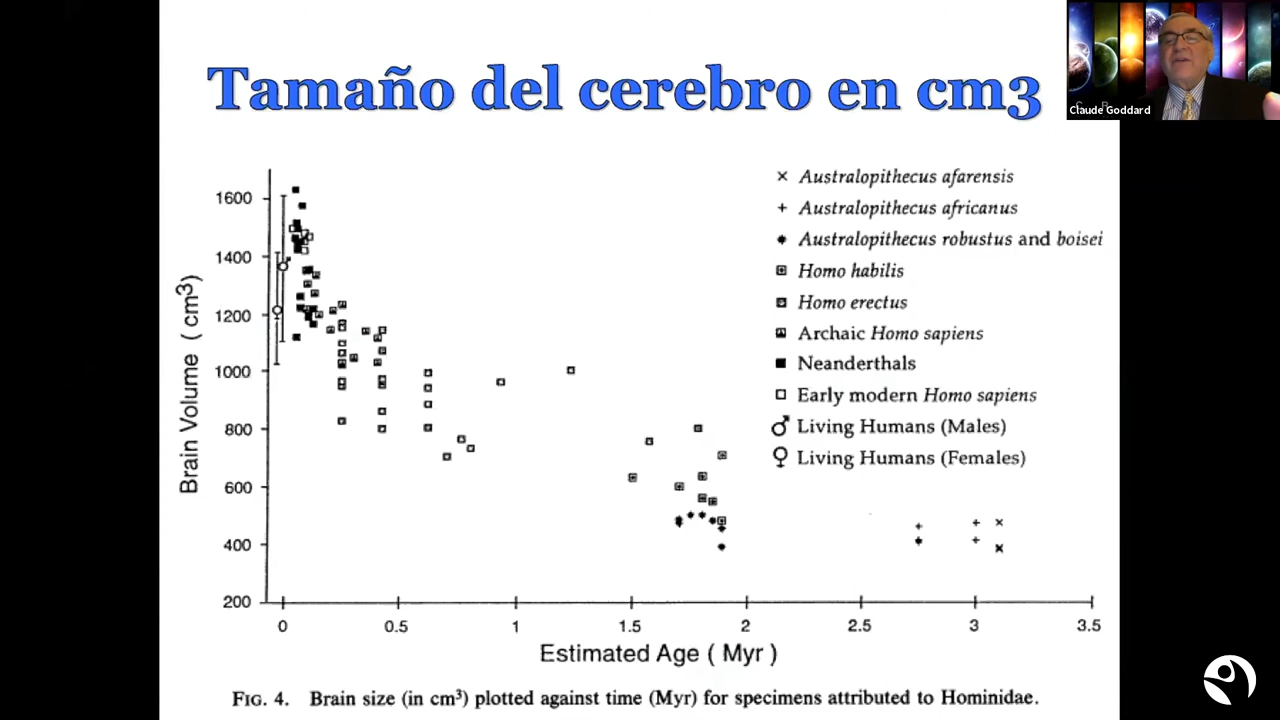 Tamaño del cerebro en cm3
Claude Goddard
Australopithecus afarensis
Australopithecus africanus
Australopithecus robustus and boisei
Homo habilis
Homo erectus
Archaic Homo sapiens
Neanderthals
Early modern Homo sapiens
Living Humans (Males)
Living Humans (Females)
Brain Volume ( cm³)
1600
1400
1200
1000
800
600
400
200
0 0.5 1 1.5 2 2.5 3 3.5
Estimated Age ( Myr )
FIG. 4. Brain size (in cm³) plotted against time (Myr) for specimens attributed to Hominidae.